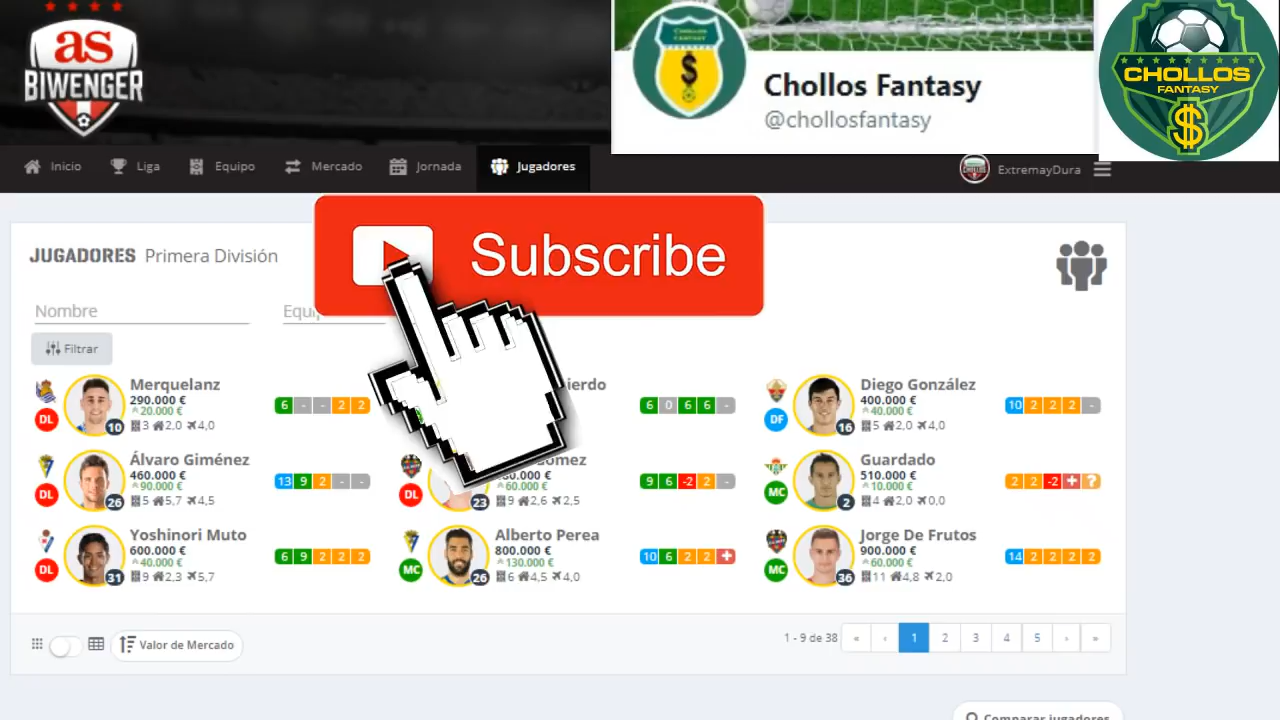 as
BIWENGER
Chollos Fantasy
@chollosfantasy
CHOLLOS
FANTASY
$
Inicio Liga Equipo Mercado Jornada Jugadores ExtremayDura
Subscribe
JUGADORES Primera División
Nombre
Filtrar
Merquelanz
290.000 €
20.000 €
3 2,0 4,0
DL 10
6 - - 2 2
ierdo
6 0 6 6 -
Diego González
400.000 €
40.000 €
5 2,0 4,0
DF 16
10 2 2 2 -
Álvaro Giménez
460.000 €
90.000 €
5 5,7 4,5
DL 26
13 9 2 - -
60.000 €
9 2,6 2,5
DL 23
9 6 -2 2 -
Guardado
510.000 €
10.000 €
4 2,0 0,0
MC 2
2 2 -2 + ?
Yoshinori Muto
600.000 €
40.000 €
9 2,3 5,7
DL 31
6 9 2 2 2
Alberto Perea
800.000 €
130.000 €
6 4,5 4,0
MC 26
10 6 2 2 +
Jorge De Frutos
900.000 €
60.000 €
11 4,8 2,0
MC 36
14 2 2 2 2
Valor de Mercado
1 - 9 de 38 « ‹ 1 2 3 4 5 › »
Comparar jugadores